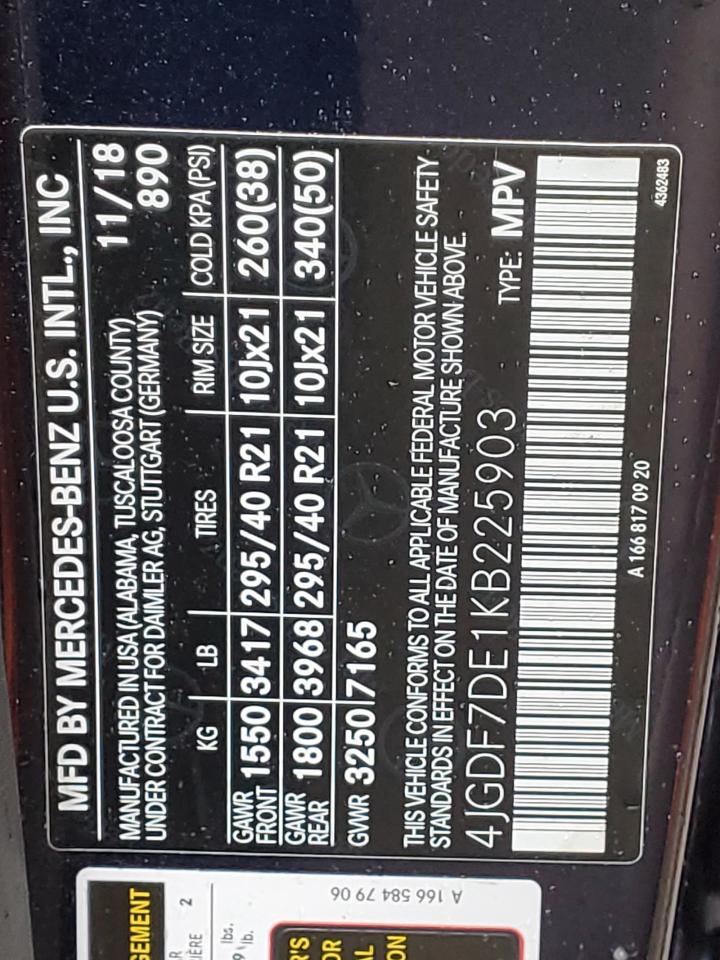 MFD BY MERCEDES-BENZ U.S. INTL., INC
MANUFACTURED IN USA (ALABAMA, TUSCALOOSA COUNTY) 11/18
UNDER CONTRACT FOR DAIMLER AG, STUTTGART (GERMANY) 890
KG LB TIRES RIM SIZE COLD KPA (PSI)
GAWR FRONT 1550 3417 295/40 R21 10Jx21 260(38)
GAWR REAR 1800 3968 295/40 R21 10Jx21 340(50)
GVWR 3250 7165
THIS VEHICLE CONFORMS TO ALL APPLICABLE FEDERAL MOTOR VEHICLE SAFETY
STANDARDS IN EFFECT ON THE DATE OF MANUFACTURE SHOWN ABOVE.
4JGDF7DE1KB225903 TYPE: MPV
A 166 817 09 20 4362483
A 166 584 79 06
2
lbs.
lb.